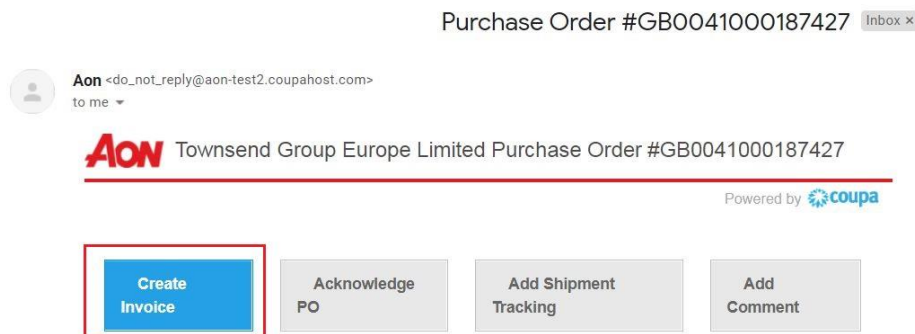 Purchase Order #GB0041000187427 Inbox ×
Aon <do_not_reply@aon-test2.coupahost.com>
to me
AON Townsend Group Europe Limited Purchase Order #GB0041000187427
Powered by coupa
Create Invoice
Acknowledge PO
Add Shipment Tracking
Add Comment